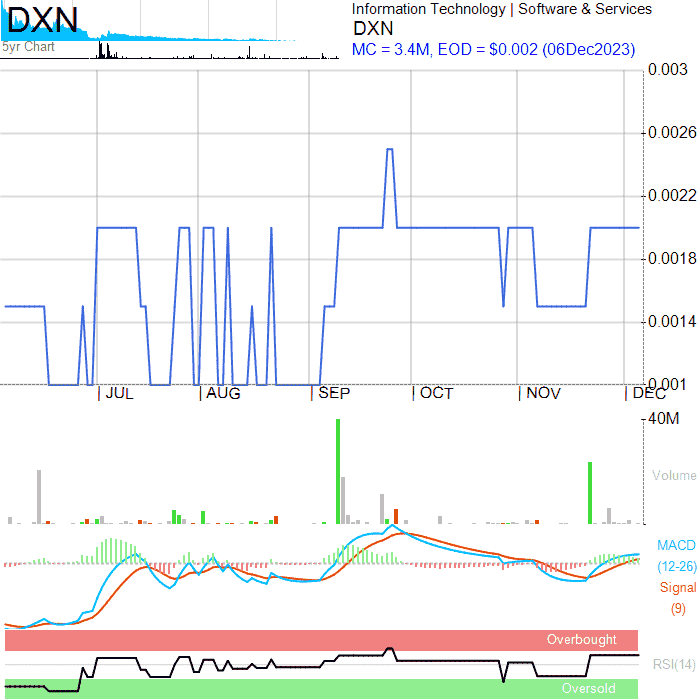 DXN
5yr Chart
Information Technology | Software & Services
DXN
MC = 3.4M, EOD = $0.002 (06Dec2023)
0.003
0.0026
0.0022
0.0018
0.0014
0.001
| JUL | AUG | SEP | OCT | NOV | DEC
40M
Volume
MACD
(12-26)
Signal
(9)
Overbought
RSI(14)
Oversold